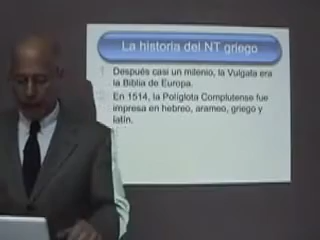 La historia del NT griego
Después casi un milenio, la Vulgata era
la Biblia de Europa.
En 1514, la Políglota Complutense fue
impresa en hebreo, arameo, griego y
latín.